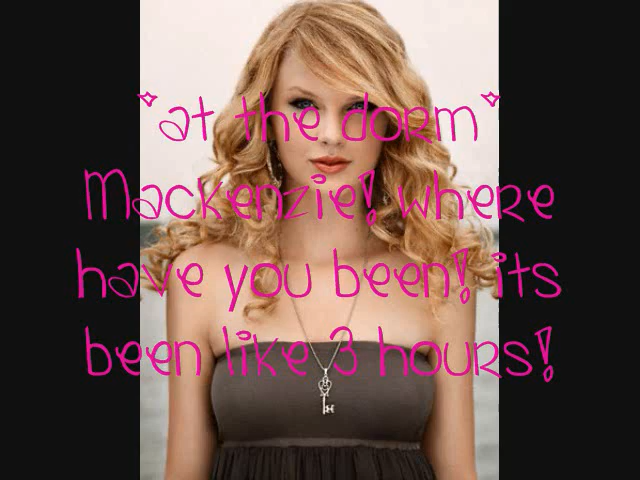 *at the dorm*
Mackenzie! where
have you been! its
been like 3 hours!